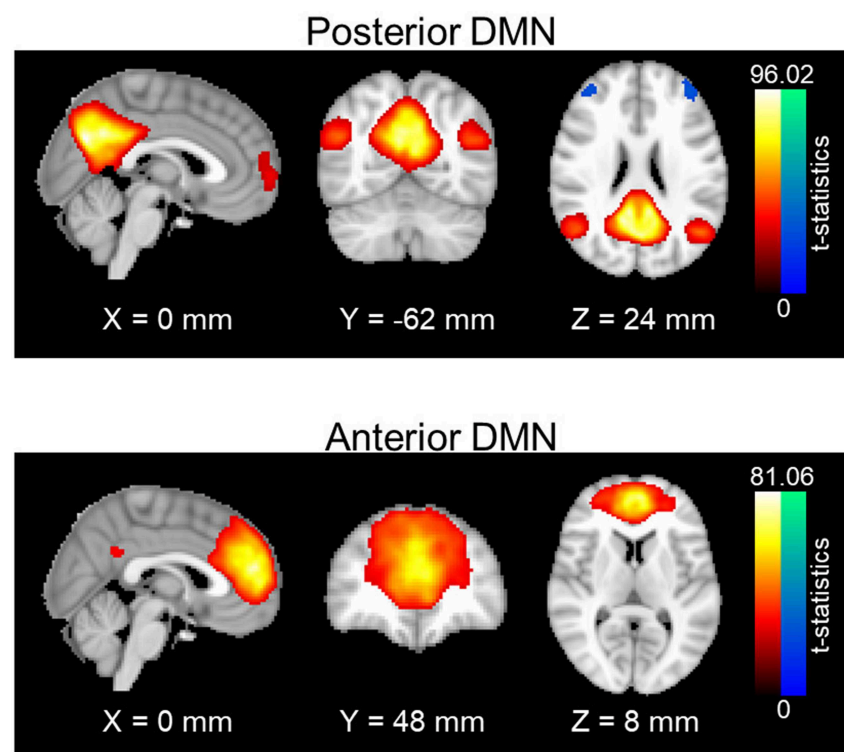 Posterior DMN
96.02
t-statistics
0
X = 0 mm
Y = -62 mm
Z = 24 mm
Anterior DMN
81.06
t-statistics
0
X = 0 mm
Y = 48 mm
Z = 8 mm